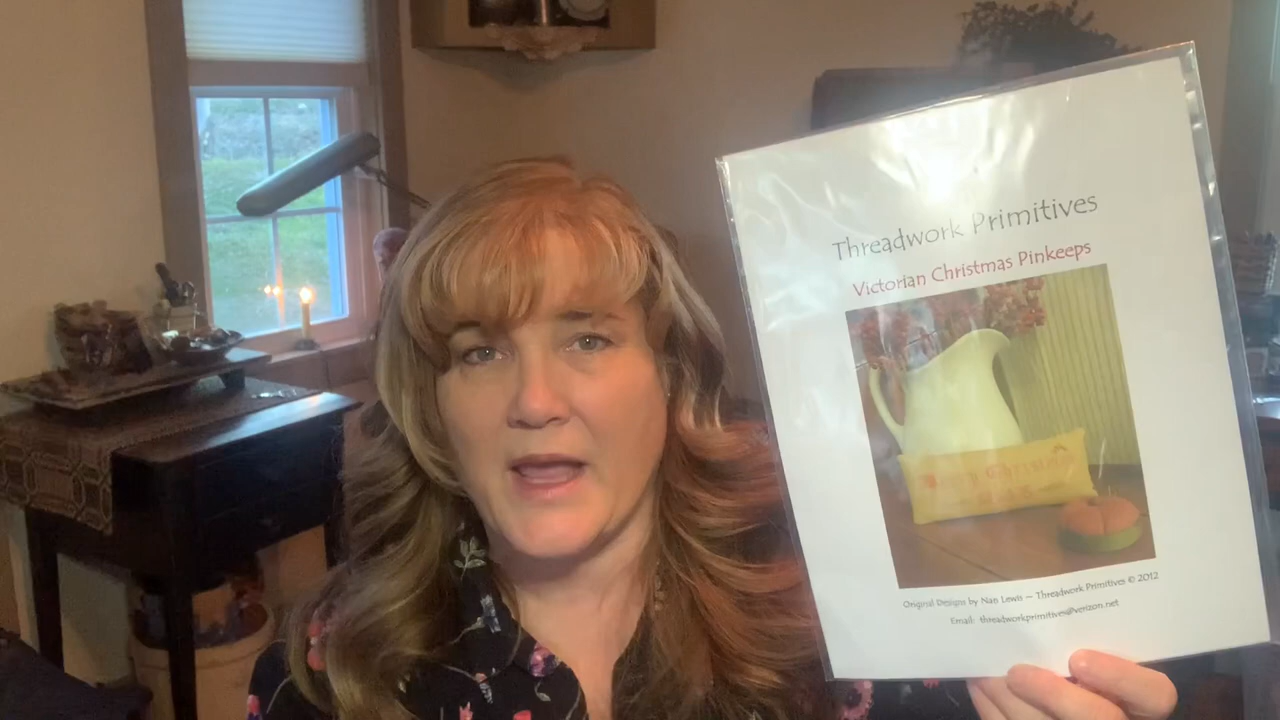 Threadwork Primitives
Victorian Christmas Pinkeeps
Original Designs by Nan Lewis — Threadwork Primitives © 2012
Email: threadworkprimitives@verizon.net